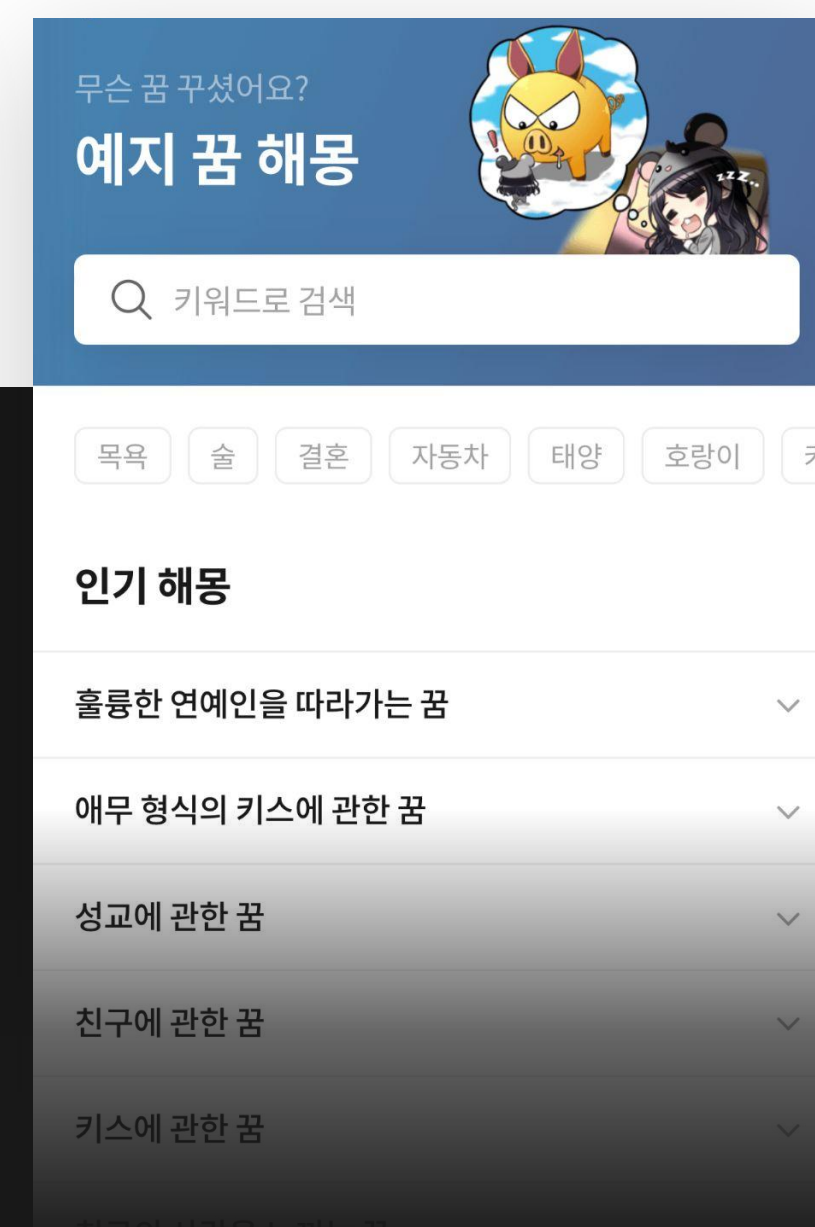 무슨 꿈 꾸셨어요?
예지 꿈 해몽
zzZ..
키워드로 검색
목욕 술 결혼 자동차 태양 호랑이
인기 해몽
훌륭한 연예인을 따라가는 꿈
애무 형식의 키스에 관한 꿈
성교에 관한 꿈
친구에 관한 꿈
키스에 관한 꿈